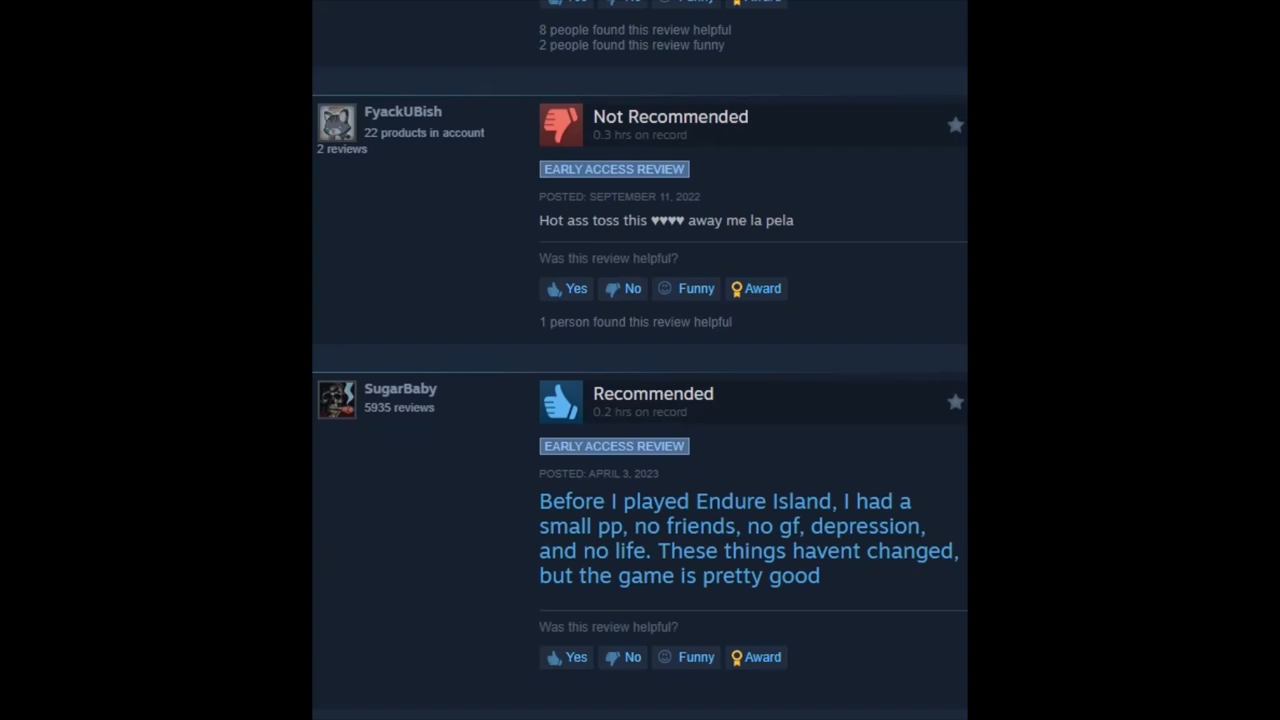 Yes No Funny Award
8 people found this review helpful
2 people found this review funny
FyackUBish
22 products in account
2 reviews
Not Recommended
0.3 hrs on record
EARLY ACCESS REVIEW
POSTED: SEPTEMBER 11, 2022
Hot ass toss this ♥♥♥♥ away me la pela
Was this review helpful?
Yes No Funny Award
1 person found this review helpful
SugarBaby
5935 reviews
Recommended
0.2 hrs on record
EARLY ACCESS REVIEW
POSTED: APRIL 3, 2023
Before I played Endure Island, I had a
small pp, no friends, no gf, depression,
and no life. These things havent changed,
but the game is pretty good
Was this review helpful?
Yes No Funny Award